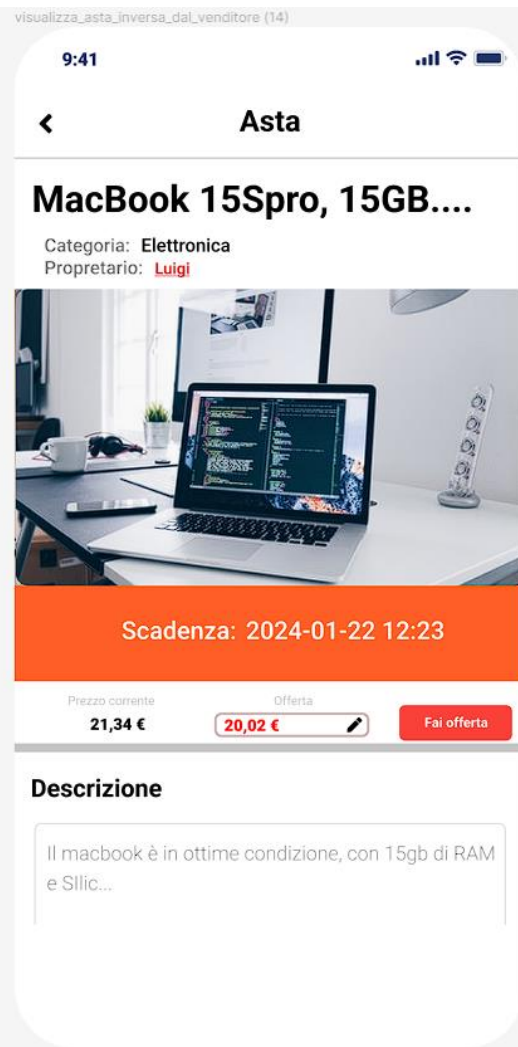 visualizza_asta_inversa_dal_venditore (14)
9:41
Asta
MacBook 15Spro, 15GB....
Categoria: Elettronica
Propretario: Luigi
Scadenza: 2024-01-22 12:23
Prezzo corrente
Offerta
21,34 €
20,02 €
Fai offerta
Descrizione
Il macbook è in ottime condizione, con 15gb di RAM
e SIlic...